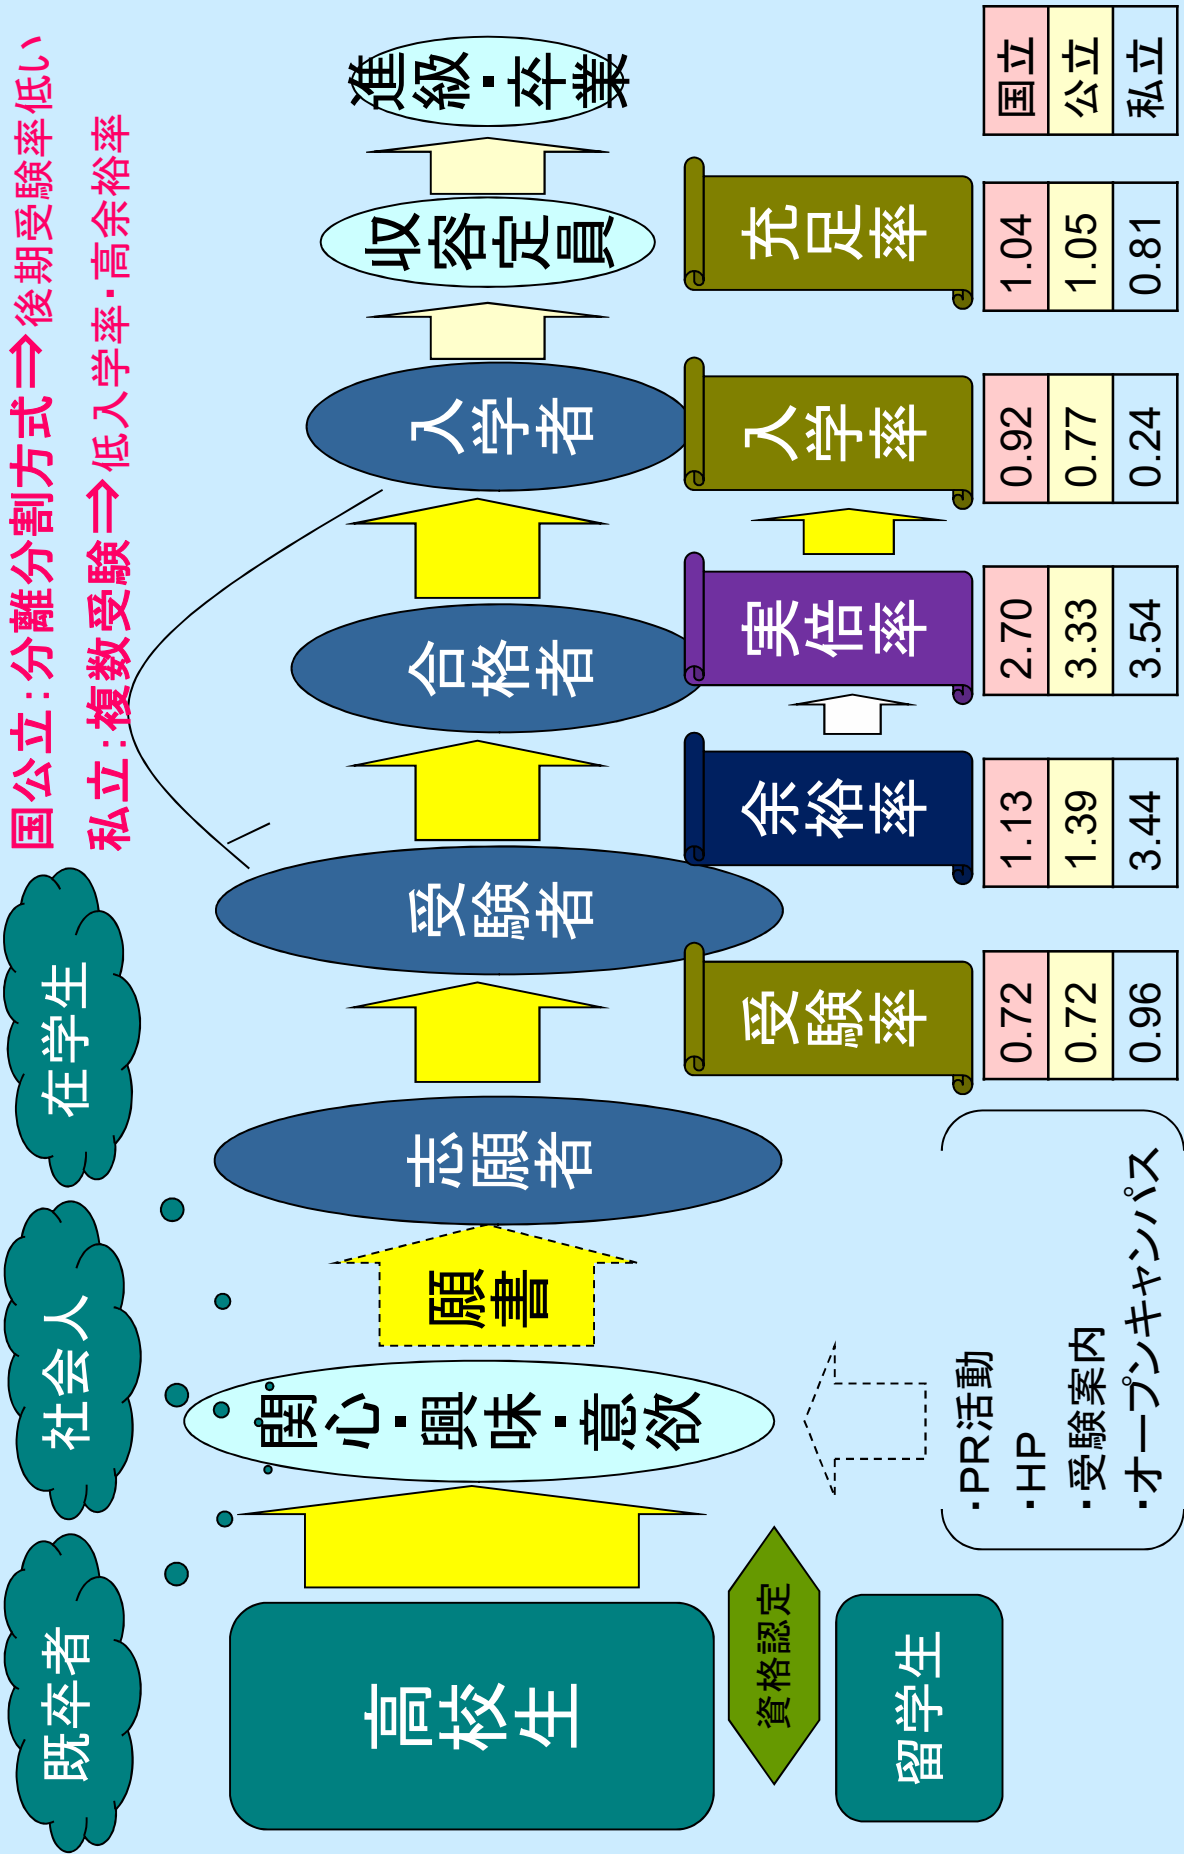 国公立:分離分割方式⇒後期受験率低い
私立:複数受験⇒低入学率・高余裕率
既卒者
社会人
在学生
高校生
関心・興味・意欲
願書
志願者
受験者
合格者
入学者
収容定員
進級・卒業
資格認定
留学生
・PR活動
・HP
・受験案内
・オープンキャンパス
受験率
余裕率
実倍率
入学率
充足率
0.72
1.13
2.70
0.92
1.04
国立
0.72
1.39
3.33
0.77
1.05
公立
0.96
3.44
3.54
0.24
0.81
私立